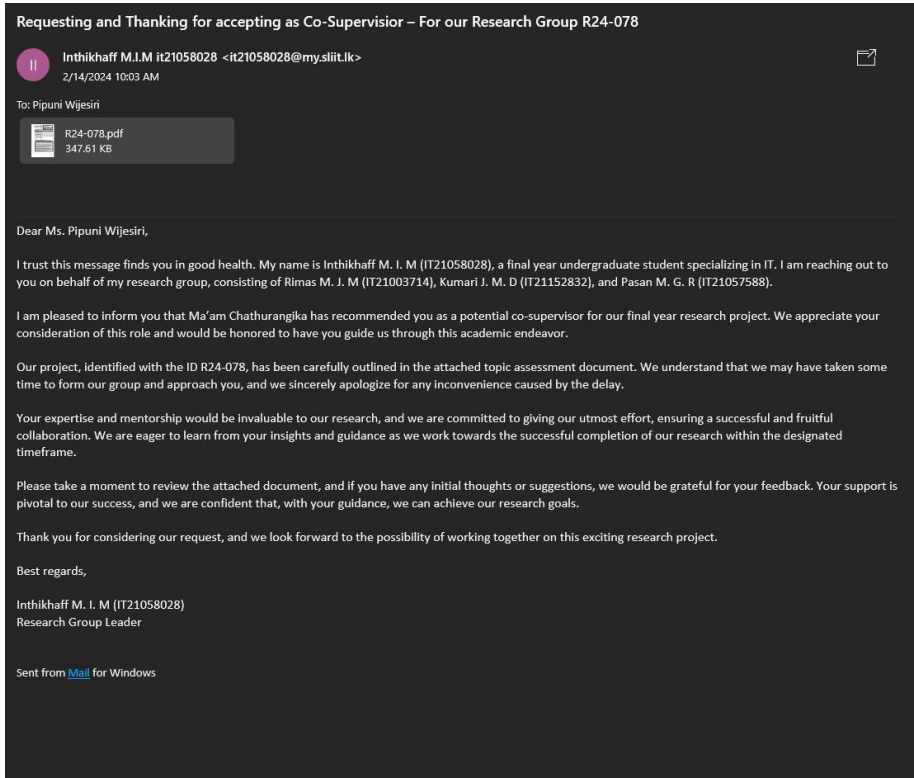 Requesting and Thanking for accepting as Co-Supervisior – For our Research Group R24-078
II
Inthikhaff M.I.M it21058028 <it21058028@my.sliit.lk>
2/14/2024 10:03 AM
To: Pipuni Wijesiri
R24-078.pdf
347.61 KB
Dear Ms. Pipuni Wijesiri,
I trust this message finds you in good health. My name is Inthikhaff M. I. M (IT21058028), a final year undergraduate student specializing in IT. I am reaching out to
you on behalf of my research group, consisting of Rimas M. J. M (IT21003714), Kumari J. M. D (IT21152832), and Pasan M. G. R (IT21057588).
I am pleased to inform you that Ma’am Chathurangika has recommended you as a potential co-supervisor for our final year research project. We appreciate your
consideration of this role and would be honored to have you guide us through this academic endeavor.
Our project, identified with the ID R24-078, has been carefully outlined in the attached topic assessment document. We understand that we may have taken some
time to form our group and approach you, and we sincerely apologize for any inconvenience caused by the delay.
Your expertise and mentorship would be invaluable to our research, and we are committed to giving our utmost effort, ensuring a successful and fruitful
collaboration. We are eager to learn from your insights and guidance as we work towards the successful completion of our research within the designated
timeframe.
Please take a moment to review the attached document, and if you have any initial thoughts or suggestions, we would be grateful for your feedback. Your support is
pivotal to our success, and we are confident that, with your guidance, we can achieve our research goals.
Thank you for considering our request, and we look forward to the possibility of working together on this exciting research project.
Best regards,
Inthikhaff M. I. M (IT21058028)
Research Group Leader
Sent from Mail for Windows